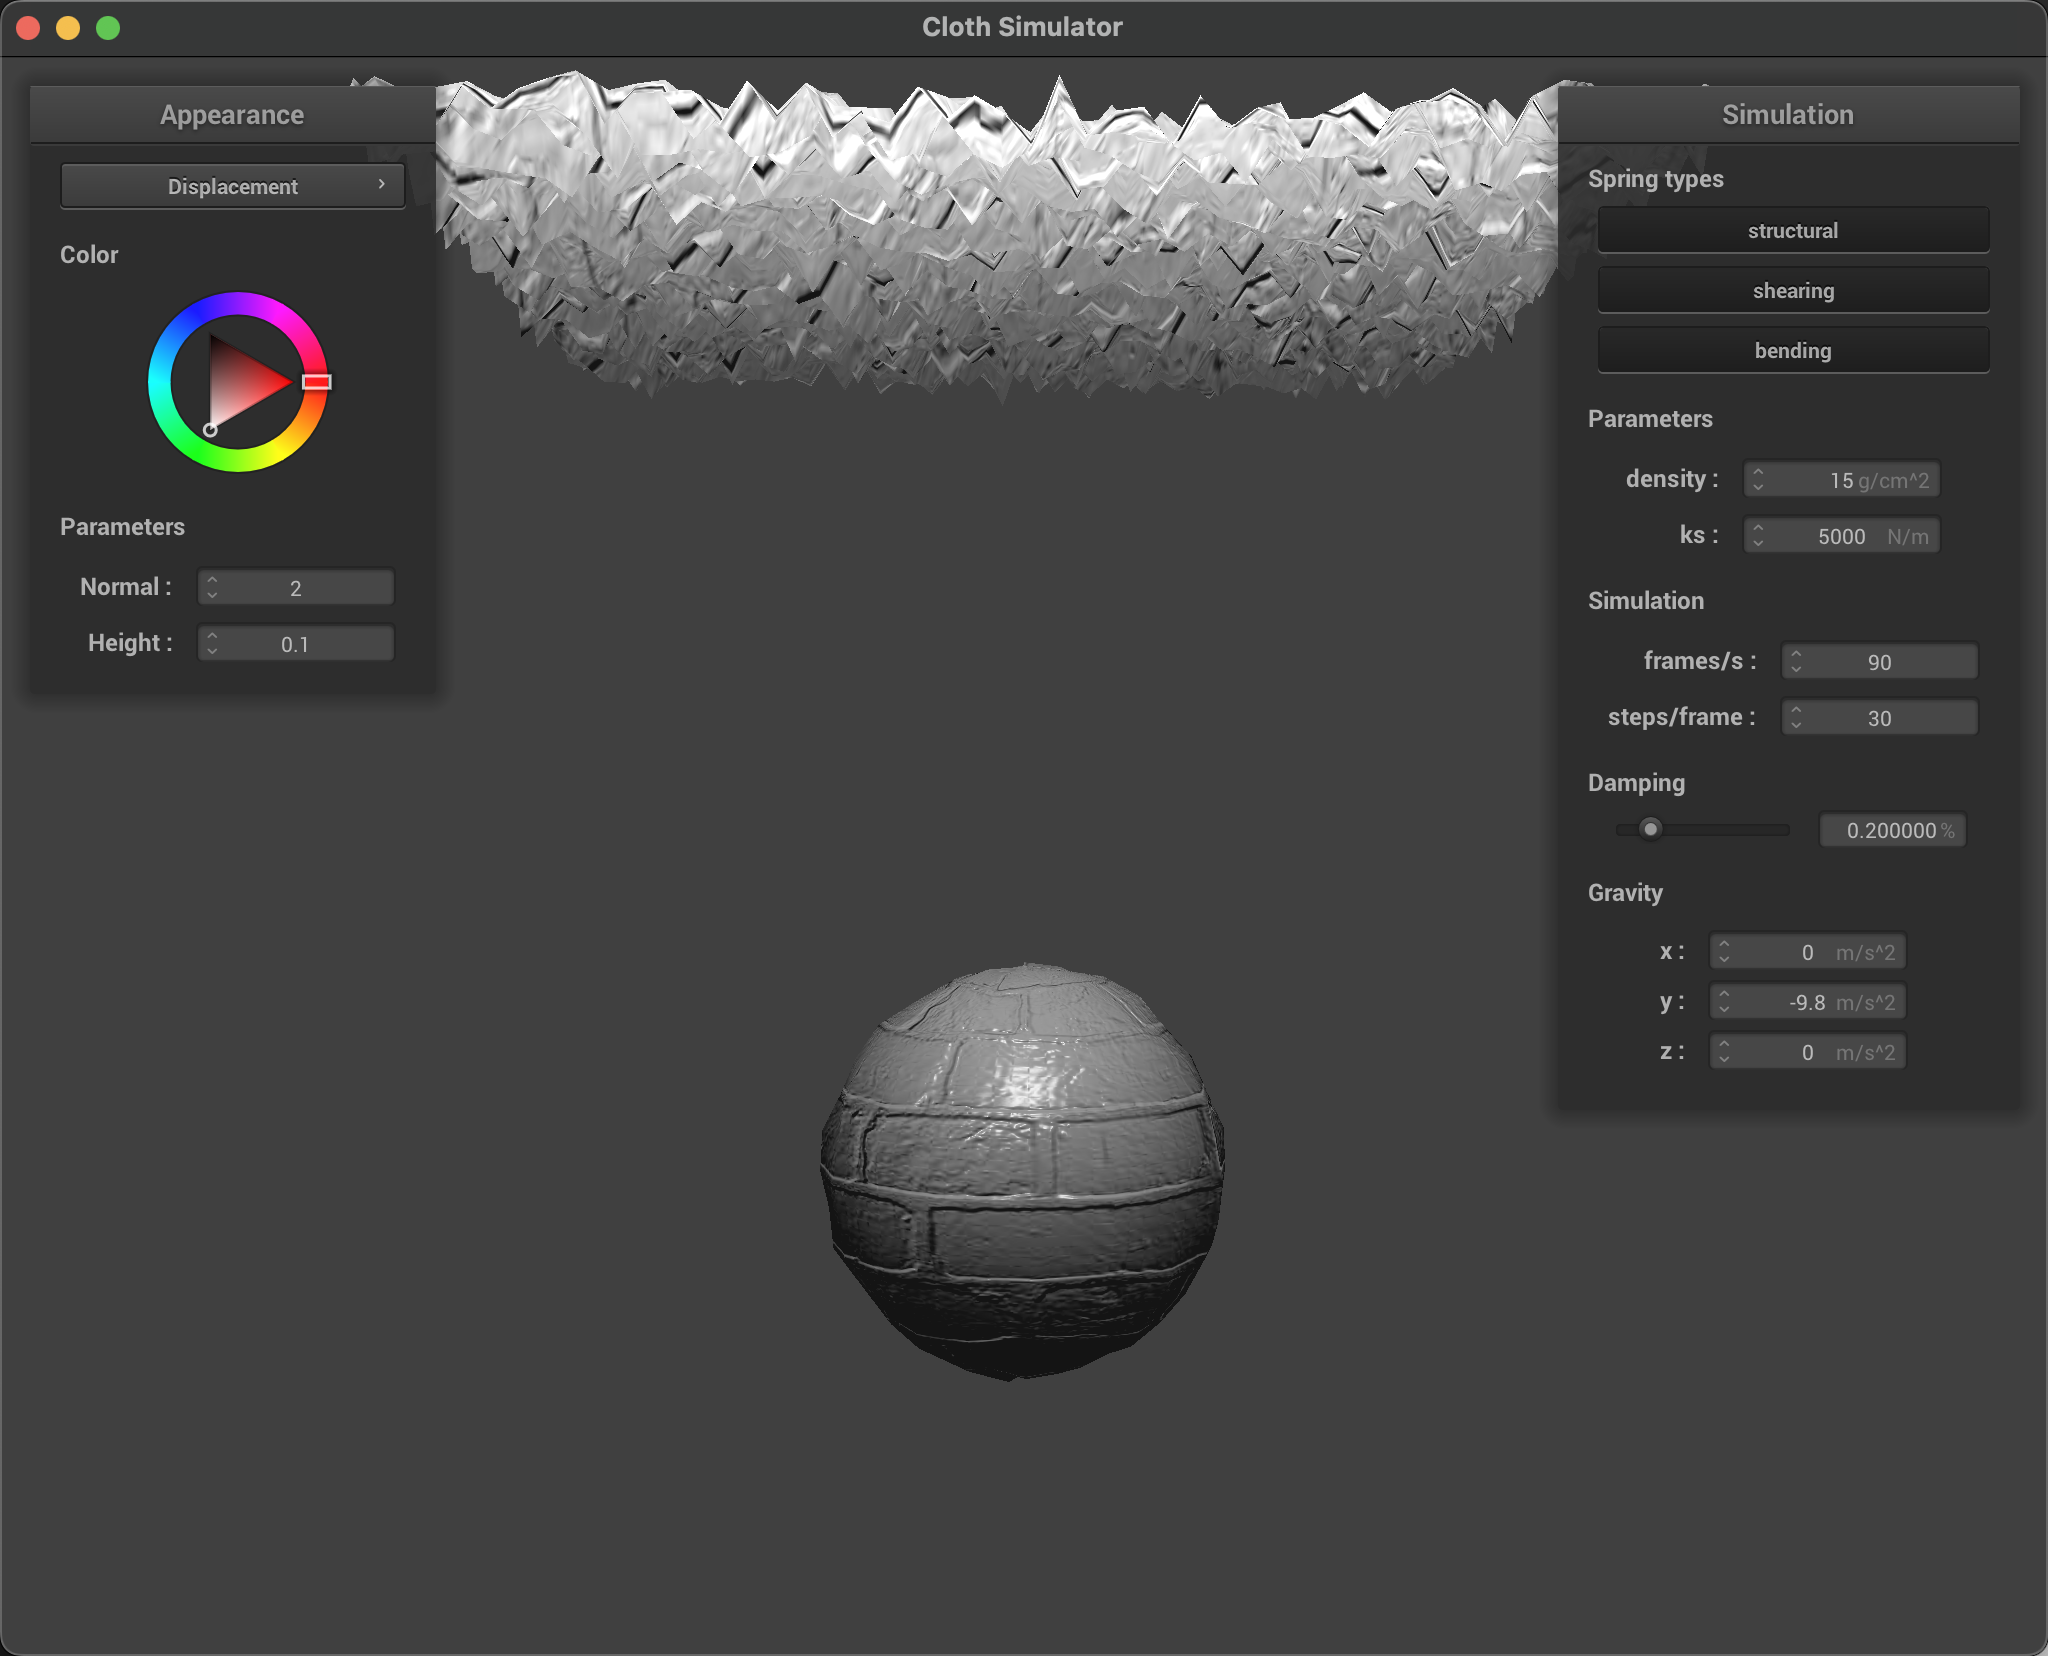 Cloth Simulator
Appearance
Displacement
Color
Parameters
Normal : 2
Height : 0.1
Simulation
Spring types
structural
shearing
bending
Parameters
density : 15 g/cm^2
ks : 5000 N/m
Simulation
frames/s : 90
steps/frame : 30
Damping
0.200000 %
Gravity
x : 0 m/s^2
y : -9.8 m/s^2
z : 0 m/s^2